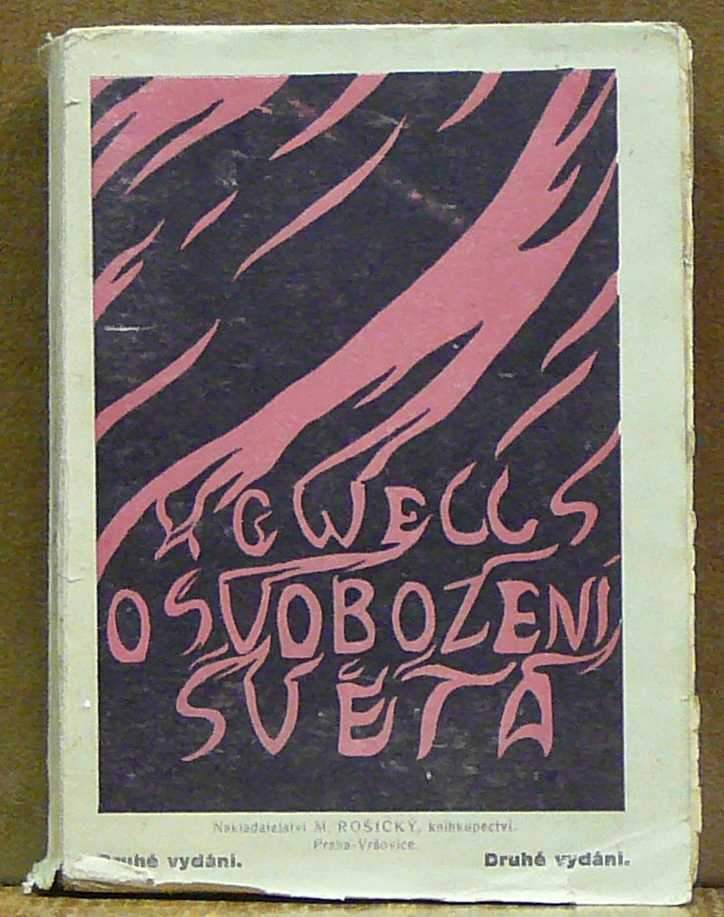 H G WELLS
OSVOBOZENÍ
SVĚTA
Nakladatelství M. ROŠICKÝ, knihkupectví.
Praha-Vršovice.
Druhé vydání.
Druhé vydání.